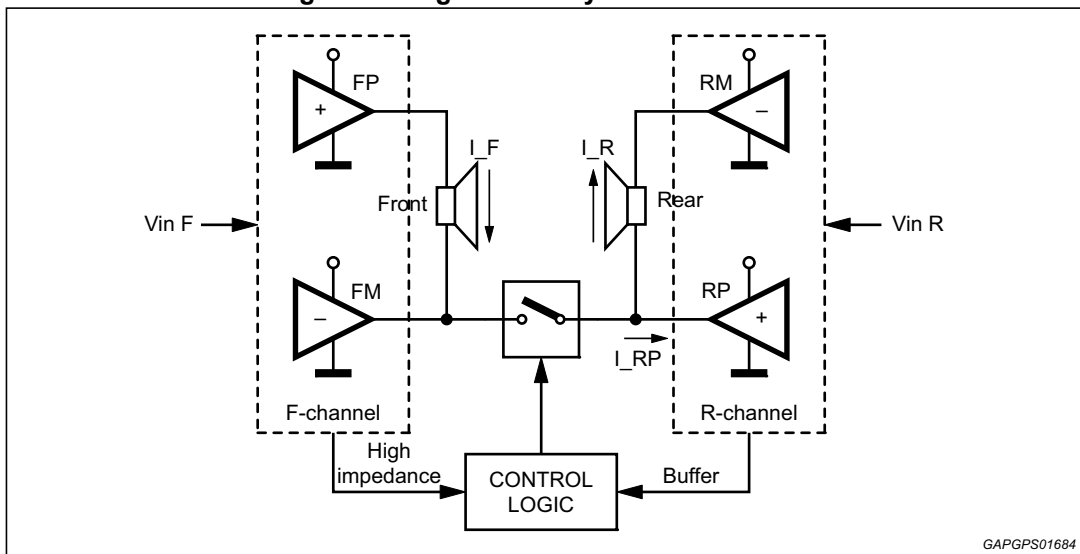 FP
RM
+
–
I_F
I_R
Front
Rear
Vin F
Vin R
FM
RP
–
+
I_RP
F-channel
R-channel
High
impedance
CONTROL
LOGIC
Buffer
GAPGPS01684